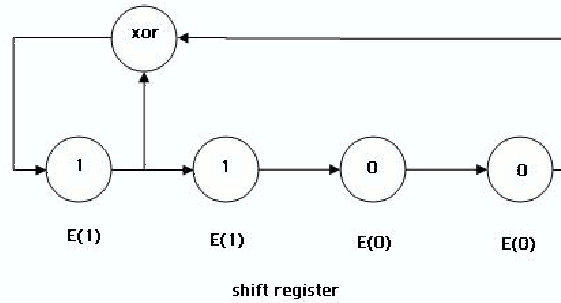 xor
1 1 0 0
E(1) E(1) E(0) E(0)
shift register